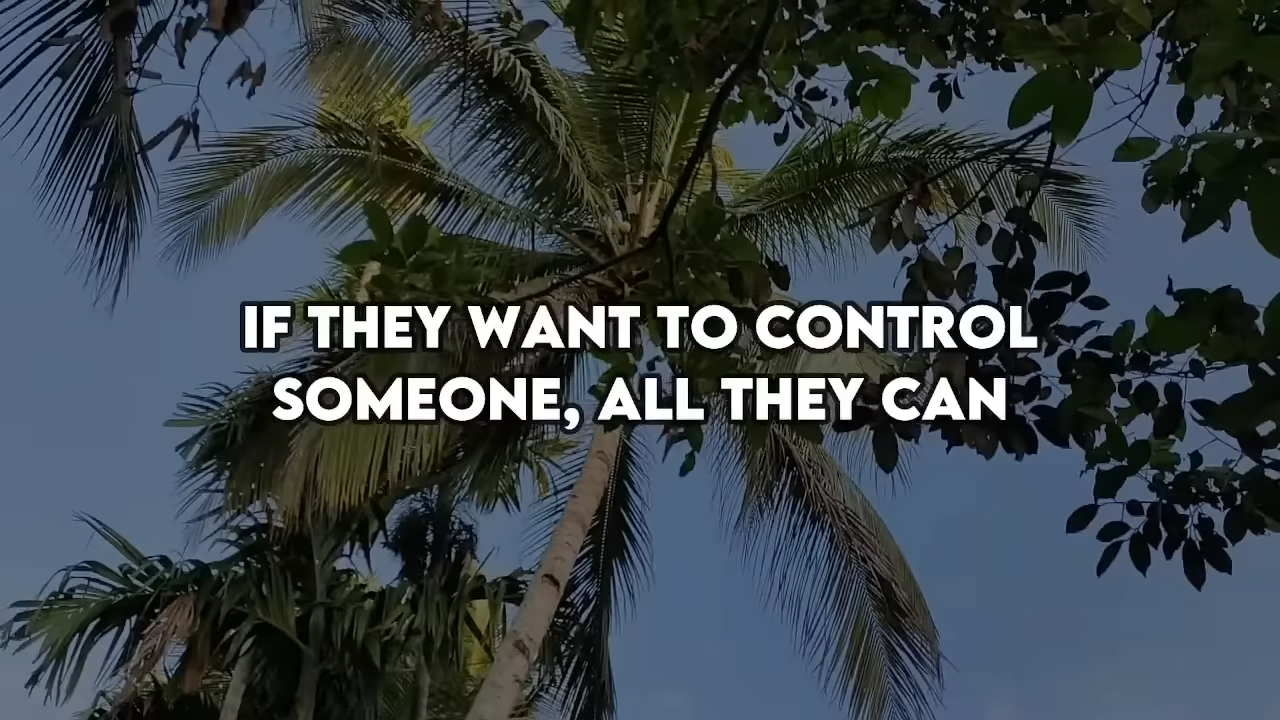 IF THEY WANT TO CONTROL
SOMEONE, ALL THEY CAN